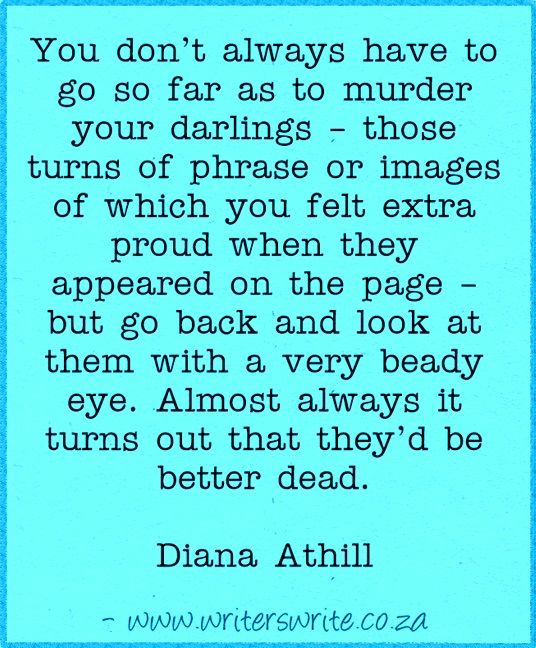 You don’t always have to
go so far as to murder
your darlings – those
turns of phrase or images
of which you felt extra
proud when they
appeared on the page –
but go back and look at
them with a very beady
eye. Almost always it
turns out that they’d be
better dead.
Diana Athill
- www.writerswrite.co.za